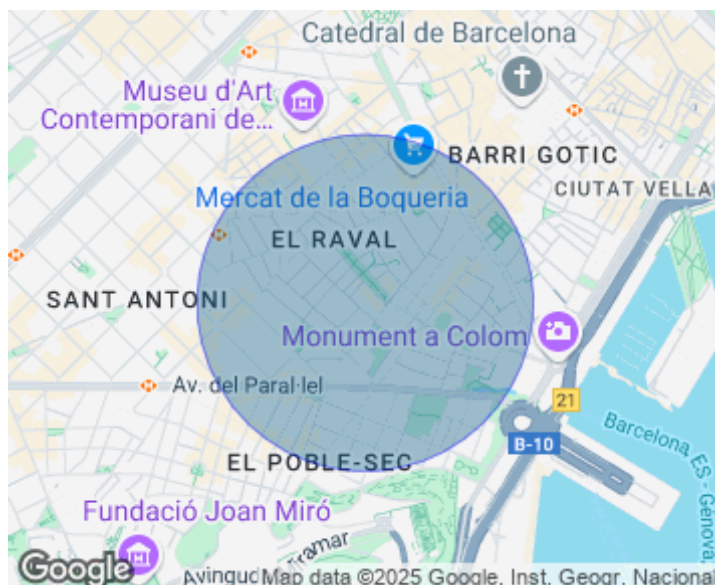 Catedral de Barcelona
Museu d'Art
Contemporani de...
BARRI GOTIC
CIUTAT VELLA
Mercat de la Boqueria
EL RAVAL
SANT ANTONI
Monument a Colom
Av. del Paral·lel
21
B-10
Barcelona, ES - Genova,
EL POBLE-SEC
Fundació Joan Miró
Google
Map data ©2025 Google, Inst. Geogr. Naciona